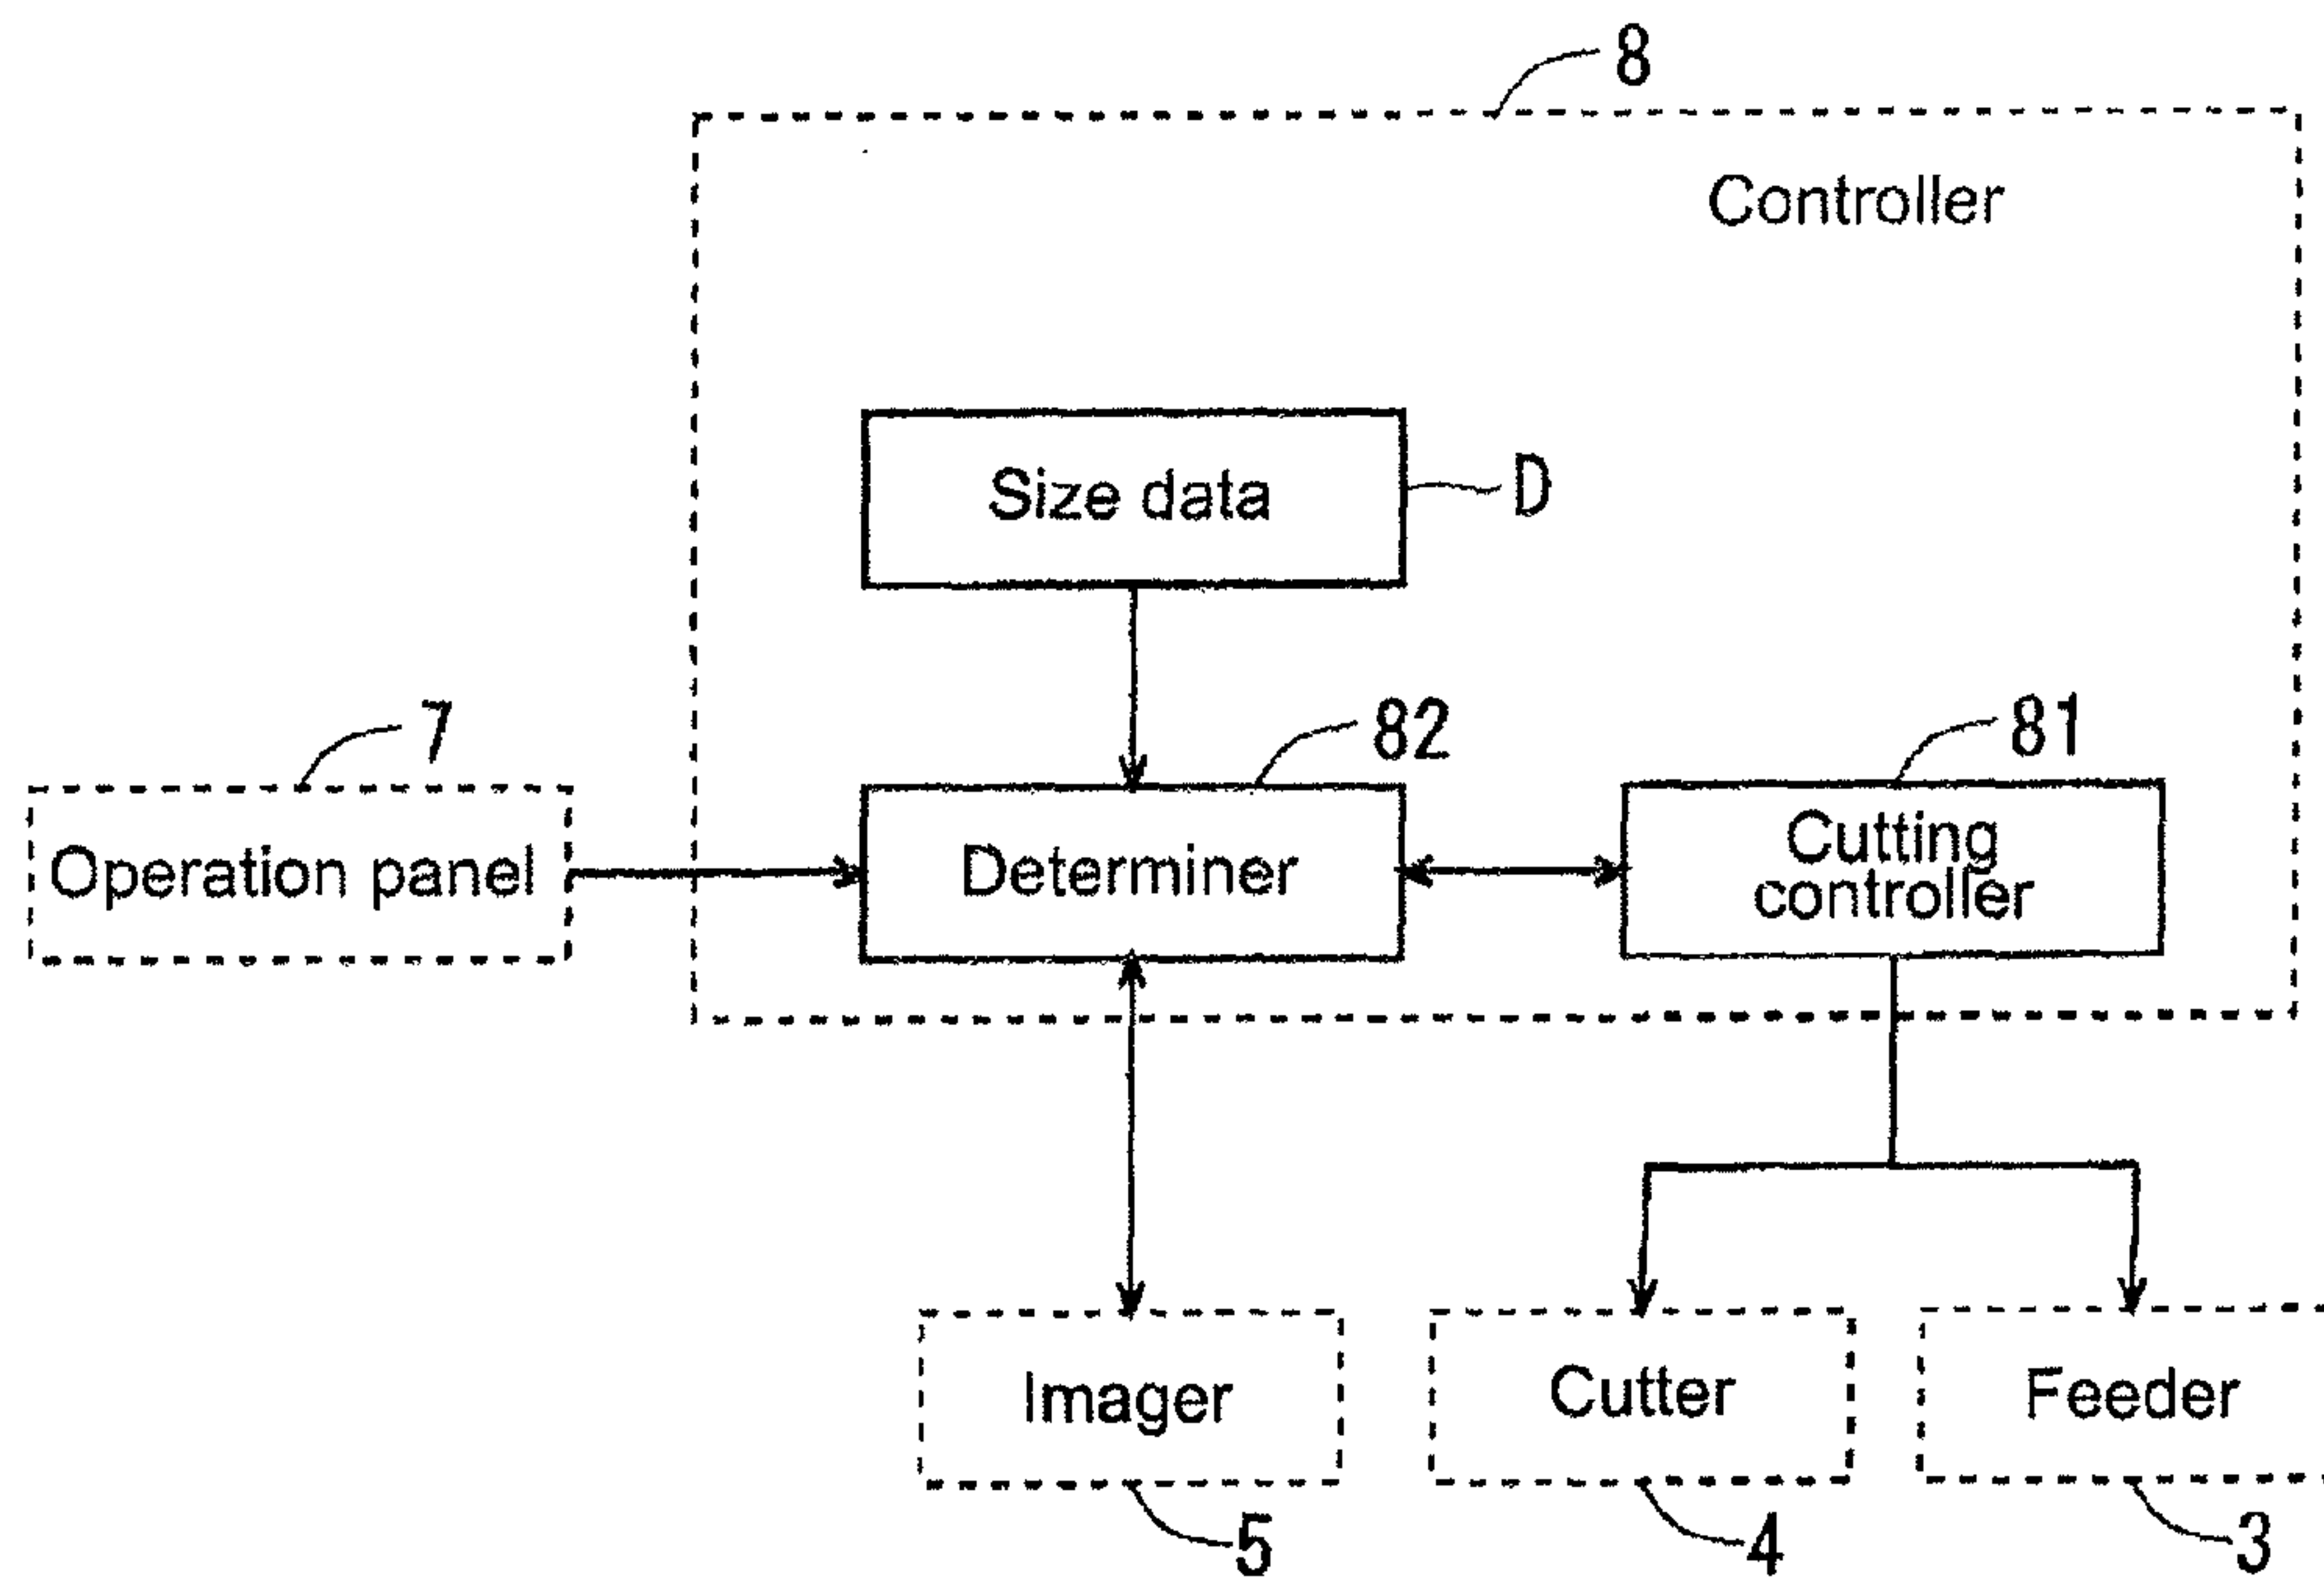 8
Controller
Size data
D
7
82
81
Operation panel
Determiner
Cutting
controller
Imager
Cutter
Feeder
5
4
3